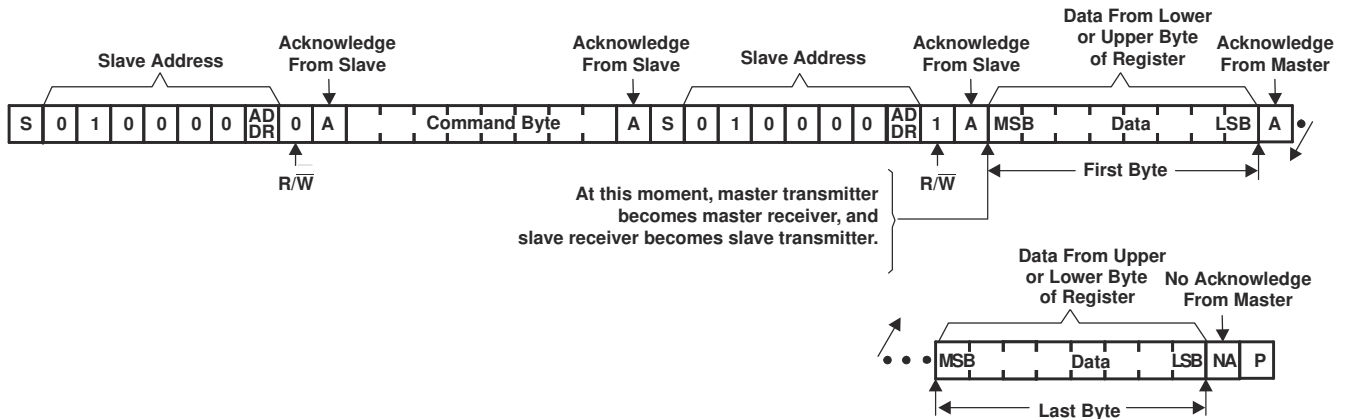 Slave Address
Acknowledge
From Slave
Acknowledge
From Slave
Slave Address
Acknowledge
From Slave
Data From Lower
or Upper Byte
of Register
Acknowledge
From Master
S 0 1 0 0 0 0 AD DR 0 A Command Byte A S 0 1 0 0 0 0 AD DR 1 A MSB Data LSB A
R/W̅
R/W̅
First Byte
At this moment, master transmitter
becomes master receiver, and
slave receiver becomes slave transmitter.
Data From Upper
or Lower Byte
of Register
No Acknowledge
From Master
MSB Data LSB NA P
Last Byte